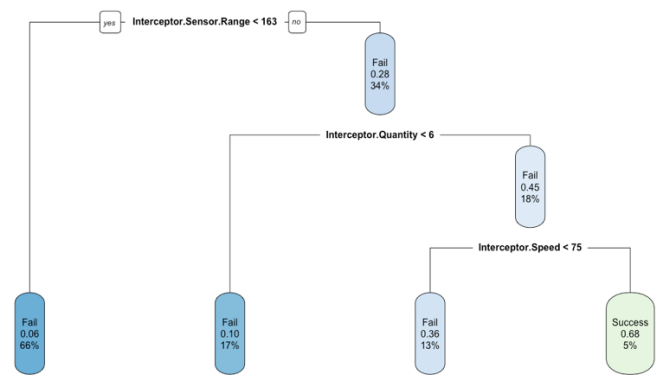 yes Interceptor.Sensor.Range < 163 no
Fail
0.28
34%
Interceptor.Quantity < 6
Fail
0.45
18%
Interceptor.Speed < 75
Fail
0.06
66%
Fail
0.10
17%
Fail
0.36
13%
Success
0.68
5%